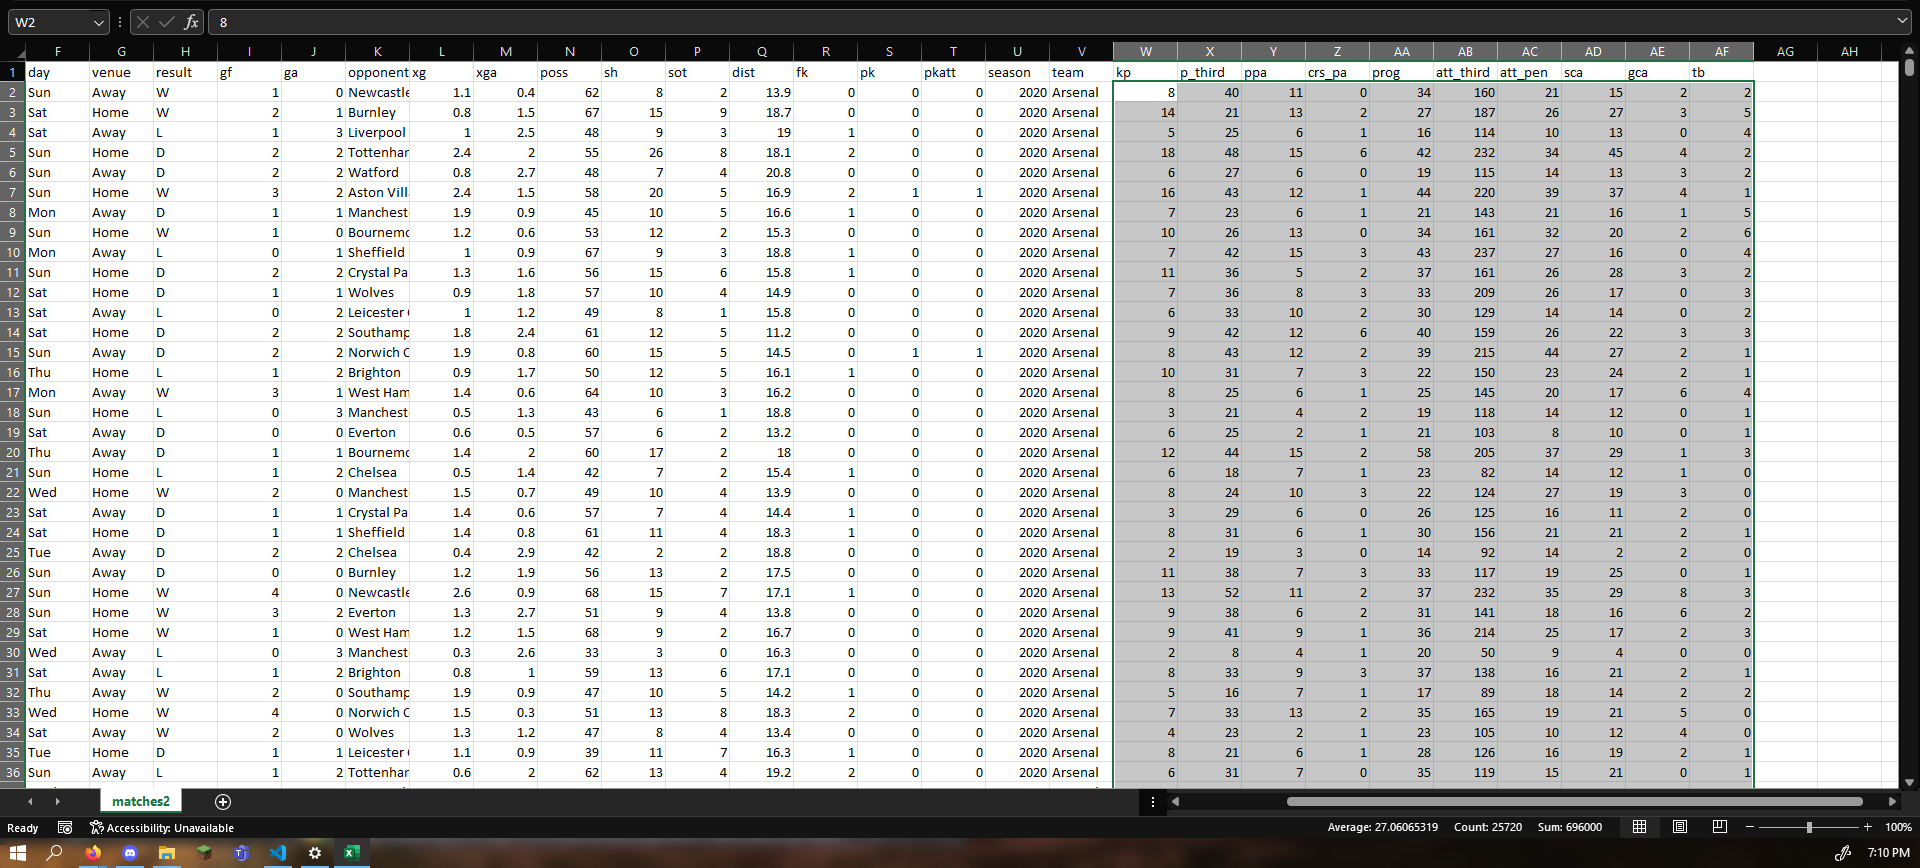 W2 fx 8
F G H I J K L M N O P Q R S T U V W X Y Z AA AB AC AD AE AF AG AH
1 day venue result gf ga opponent xg xga poss sh sot dist fk pk pkatt season team kp p_third ppa crs_pa prog att_third att_pen sca gca tb
2 Sun Away W 1 0 Newcastle 1.1 0.4 62 8 2 13.9 0 0 0 2020 Arsenal 8 40 11 0 34 160 21 15 2 2
3 Sat Home W 2 1 Burnley 0.8 1.5 67 15 9 18.7 0 0 0 2020 Arsenal 14 21 13 2 27 187 26 27 3 5
4 Sat Away L 1 3 Liverpool 1 2.5 48 9 3 19 1 0 0 2020 Arsenal 5 25 6 1 16 114 10 13 0 4
5 Sun Home D 2 2 Tottenhar 2.4 2 55 26 8 18.1 2 0 0 2020 Arsenal 18 48 15 6 42 232 34 45 4 2
6 Sun Away D 2 2 Watford 0.8 2.7 48 7 4 20.8 0 0 0 2020 Arsenal 6 27 6 0 19 115 14 13 3 2
7 Sun Home W 3 2 Aston Vill 2.4 1.5 58 20 5 16.9 2 1 1 2020 Arsenal 16 43 12 1 44 220 39 37 4 1
8 Mon Away D 1 1 Manchest 1.9 0.9 45 10 5 16.6 1 0 0 2020 Arsenal 7 23 6 1 21 143 21 16 1 5
9 Sun Home W 1 0 Bournemo 1.2 0.6 53 12 2 15.3 0 0 0 2020 Arsenal 10 26 13 0 34 161 32 20 2 6
10 Mon Away L 0 1 Sheffield 1 0.9 67 9 3 18.8 1 0 0 2020 Arsenal 7 42 15 3 43 237 27 16 0 4
11 Sun Home D 2 2 Crystal Pa 1.3 1.6 56 15 6 15.8 1 0 0 2020 Arsenal 11 36 5 2 37 161 26 28 3 2
12 Sat Home D 1 1 Wolves 0.9 1.8 57 10 4 14.9 0 0 0 2020 Arsenal 7 36 8 3 33 209 26 17 0 3
13 Sat Away L 0 2 Leicester 1 1.2 49 8 1 15.8 0 0 0 2020 Arsenal 6 33 10 2 30 129 14 14 0 2
14 Sat Home D 2 2 Southamp 1.8 2.4 61 12 5 11.2 0 0 0 2020 Arsenal 9 42 12 6 40 159 26 22 3 3
15 Sun Away D 2 2 Norwich C 1.9 0.8 60 15 5 14.5 0 1 1 2020 Arsenal 8 43 12 2 39 215 44 27 2 1
16 Thu Home L 1 2 Brighton 0.9 1.7 50 12 5 16.1 1 0 0 2020 Arsenal 10 31 7 3 22 150 23 24 2 1
17 Mon Away W 3 1 West Ham 1.4 0.6 64 10 3 16.2 0 0 0 2020 Arsenal 8 25 6 1 25 145 20 17 6 4
18 Sun Home L 0 3 Manchest 0.5 1.3 43 6 1 18.8 0 0 0 2020 Arsenal 3 21 4 2 19 118 14 12 0 1
19 Sat Away D 0 0 Everton 0.6 0.5 57 6 2 13.2 0 0 0 2020 Arsenal 6 25 2 1 21 103 8 10 0 1
20 Thu Away D 1 1 Bournemo 1.4 2 60 17 2 18 0 0 0 2020 Arsenal 12 44 15 2 58 205 37 29 1 3
21 Sun Home L 1 2 Chelsea 0.5 1.4 42 7 2 15.4 1 0 0 2020 Arsenal 6 18 7 1 23 82 14 12 1 0
22 Wed Home W 2 0 Manchest 1.5 0.7 49 10 4 13.9 0 0 0 2020 Arsenal 8 24 10 3 22 124 27 19 3 0
23 Sat Away D 1 1 Crystal Pa 1.4 0.6 57 7 4 14.4 1 0 0 2020 Arsenal 3 29 6 0 26 125 16 11 2 0
24 Sat Home D 1 1 Sheffield 1.4 0.8 61 11 4 18.3 1 0 0 2020 Arsenal 8 31 6 1 30 156 21 21 2 1
25 Tue Away D 2 2 Chelsea 0.4 2.9 42 2 2 18.8 0 0 0 2020 Arsenal 2 19 3 0 14 92 14 2 2 0
26 Sun Away D 0 0 Burnley 1.2 1.9 56 13 2 17.5 0 0 0 2020 Arsenal 11 38 7 3 33 117 19 25 0 1
27 Sun Home W 4 0 Newcastle 2.6 0.9 68 15 7 17.1 1 0 0 2020 Arsenal 13 52 11 2 37 232 35 29 8 3
28 Sun Home W 3 2 Everton 1.3 2.7 51 9 4 13.8 0 0 0 2020 Arsenal 9 38 6 2 31 141 18 16 6 2
29 Sat Home W 1 0 West Ham 1.2 1.5 68 9 2 16.7 0 0 0 2020 Arsenal 9 41 9 1 36 214 25 17 2 3
30 Wed Away L 0 3 Manchest 0.3 2.6 33 3 0 16.3 0 0 0 2020 Arsenal 2 8 4 1 20 50 9 4 0 0
31 Sat Away L 1 2 Brighton 0.8 1 59 13 6 17.1 0 0 0 2020 Arsenal 8 33 9 3 37 138 16 21 2 1
32 Thu Away W 2 0 Southamp 1.9 0.9 47 10 5 14.2 1 0 0 2020 Arsenal 5 16 7 1 17 89 18 14 2 2
33 Wed Home W 4 0 Norwich C 1.5 0.3 51 13 8 18.3 2 0 0 2020 Arsenal 7 33 13 2 35 165 19 21 5 0
34 Sat Away W 2 0 Wolves 1.3 1.2 47 8 4 13.4 0 0 0 2020 Arsenal 4 23 2 1 23 105 10 12 4 0
35 Tue Home D 1 1 Leicester 1.1 0.9 39 11 7 16.3 1 0 0 2020 Arsenal 8 21 6 1 28 126 16 19 2 1
36 Sun Away L 1 2 Tottenhar 0.6 2 62 13 4 19.2 2 0 0 2020 Arsenal 6 31 7 0 35 119 15 21 0 1
matches2
Ready Accessibility: Unavailable Average: 27.06065319 Count: 25720 Sum: 696000 100%
7:10 PM